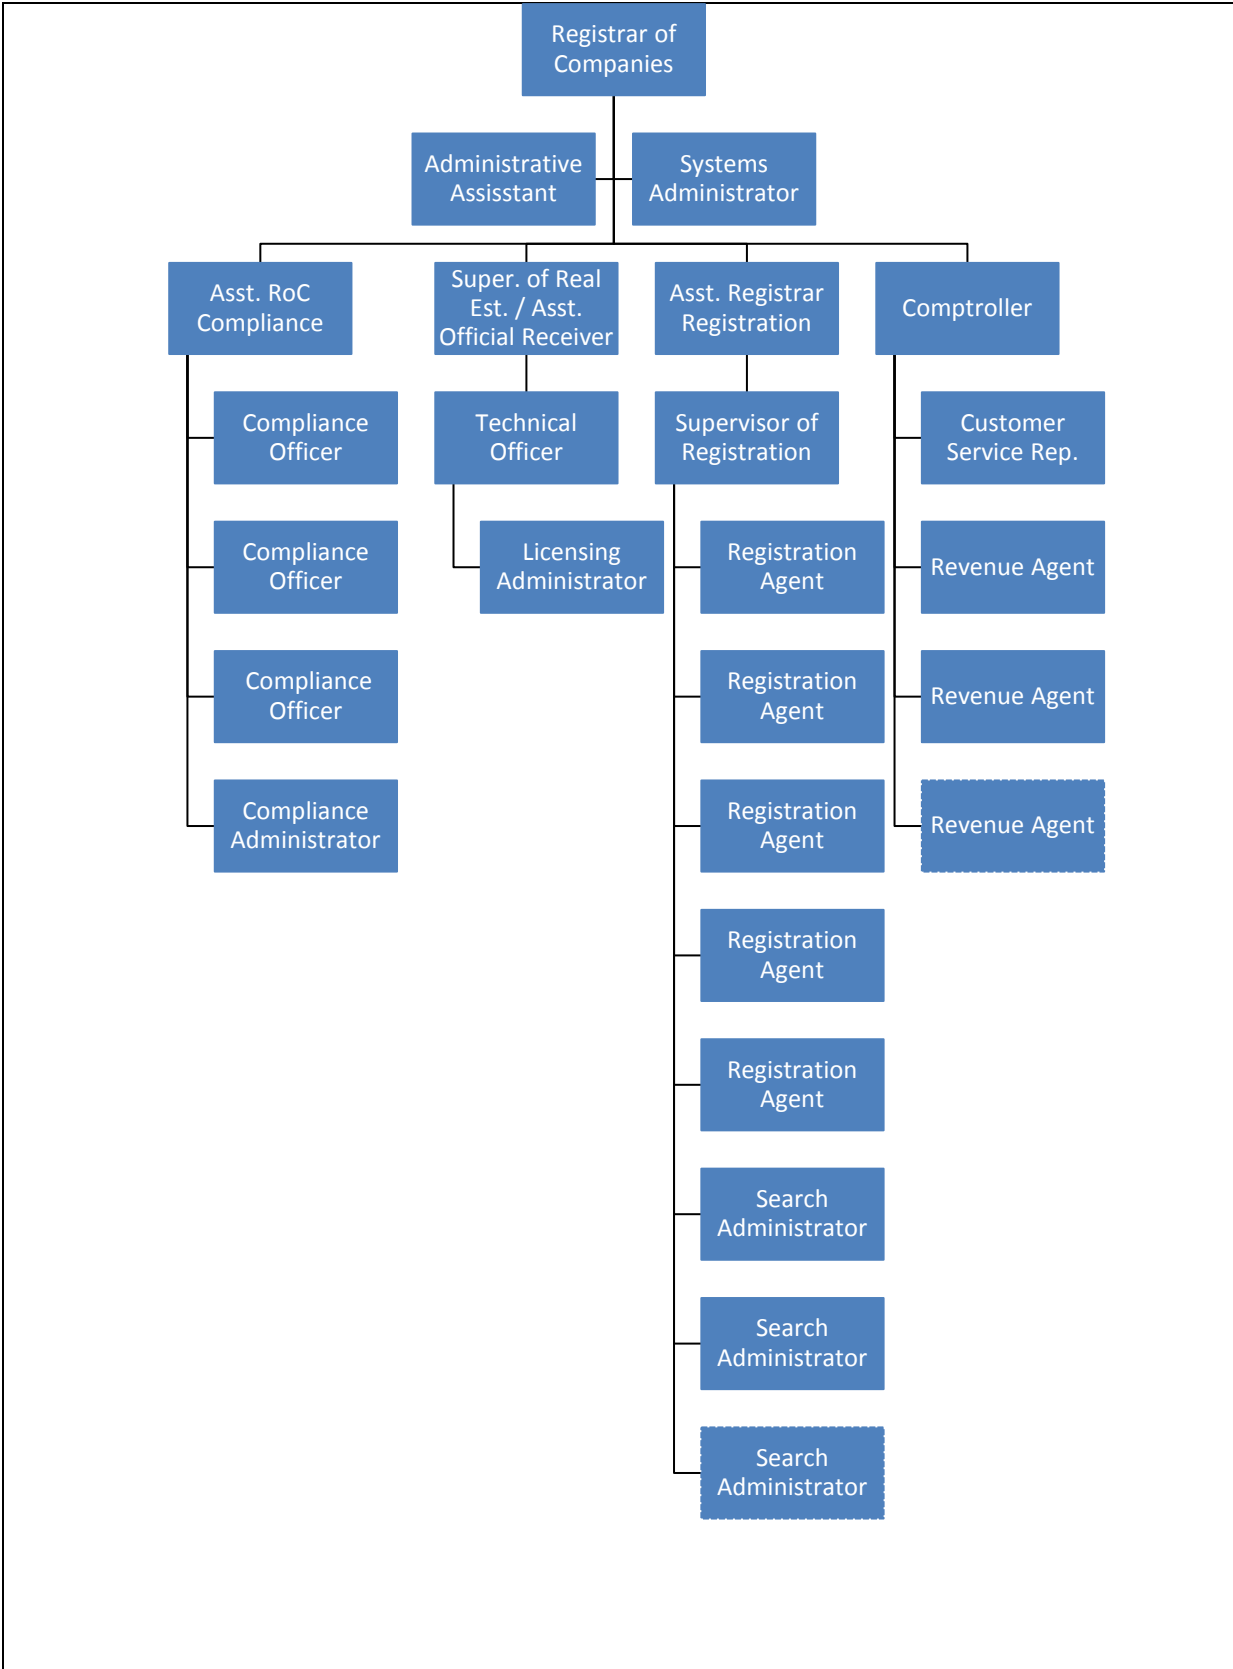 Registrar of
Companies
Administrative
Assisstant
Systems
Administrator
Asst. RoC
Compliance
Super. of Real
Est. / Asst.
Official Receiver
Asst. Registrar
Registration
Comptroller
Compliance
Officer
Technical
Officer
Supervisor of
Registration
Customer
Service Rep.
Compliance
Officer
Licensing
Administrator
Registration
Agent
Revenue Agent
Compliance
Officer
Registration
Agent
Revenue Agent
Compliance
Administrator
Registration
Agent
Revenue Agent
Registration
Agent
Registration
Agent
Search
Administrator
Search
Administrator
Search
Administrator